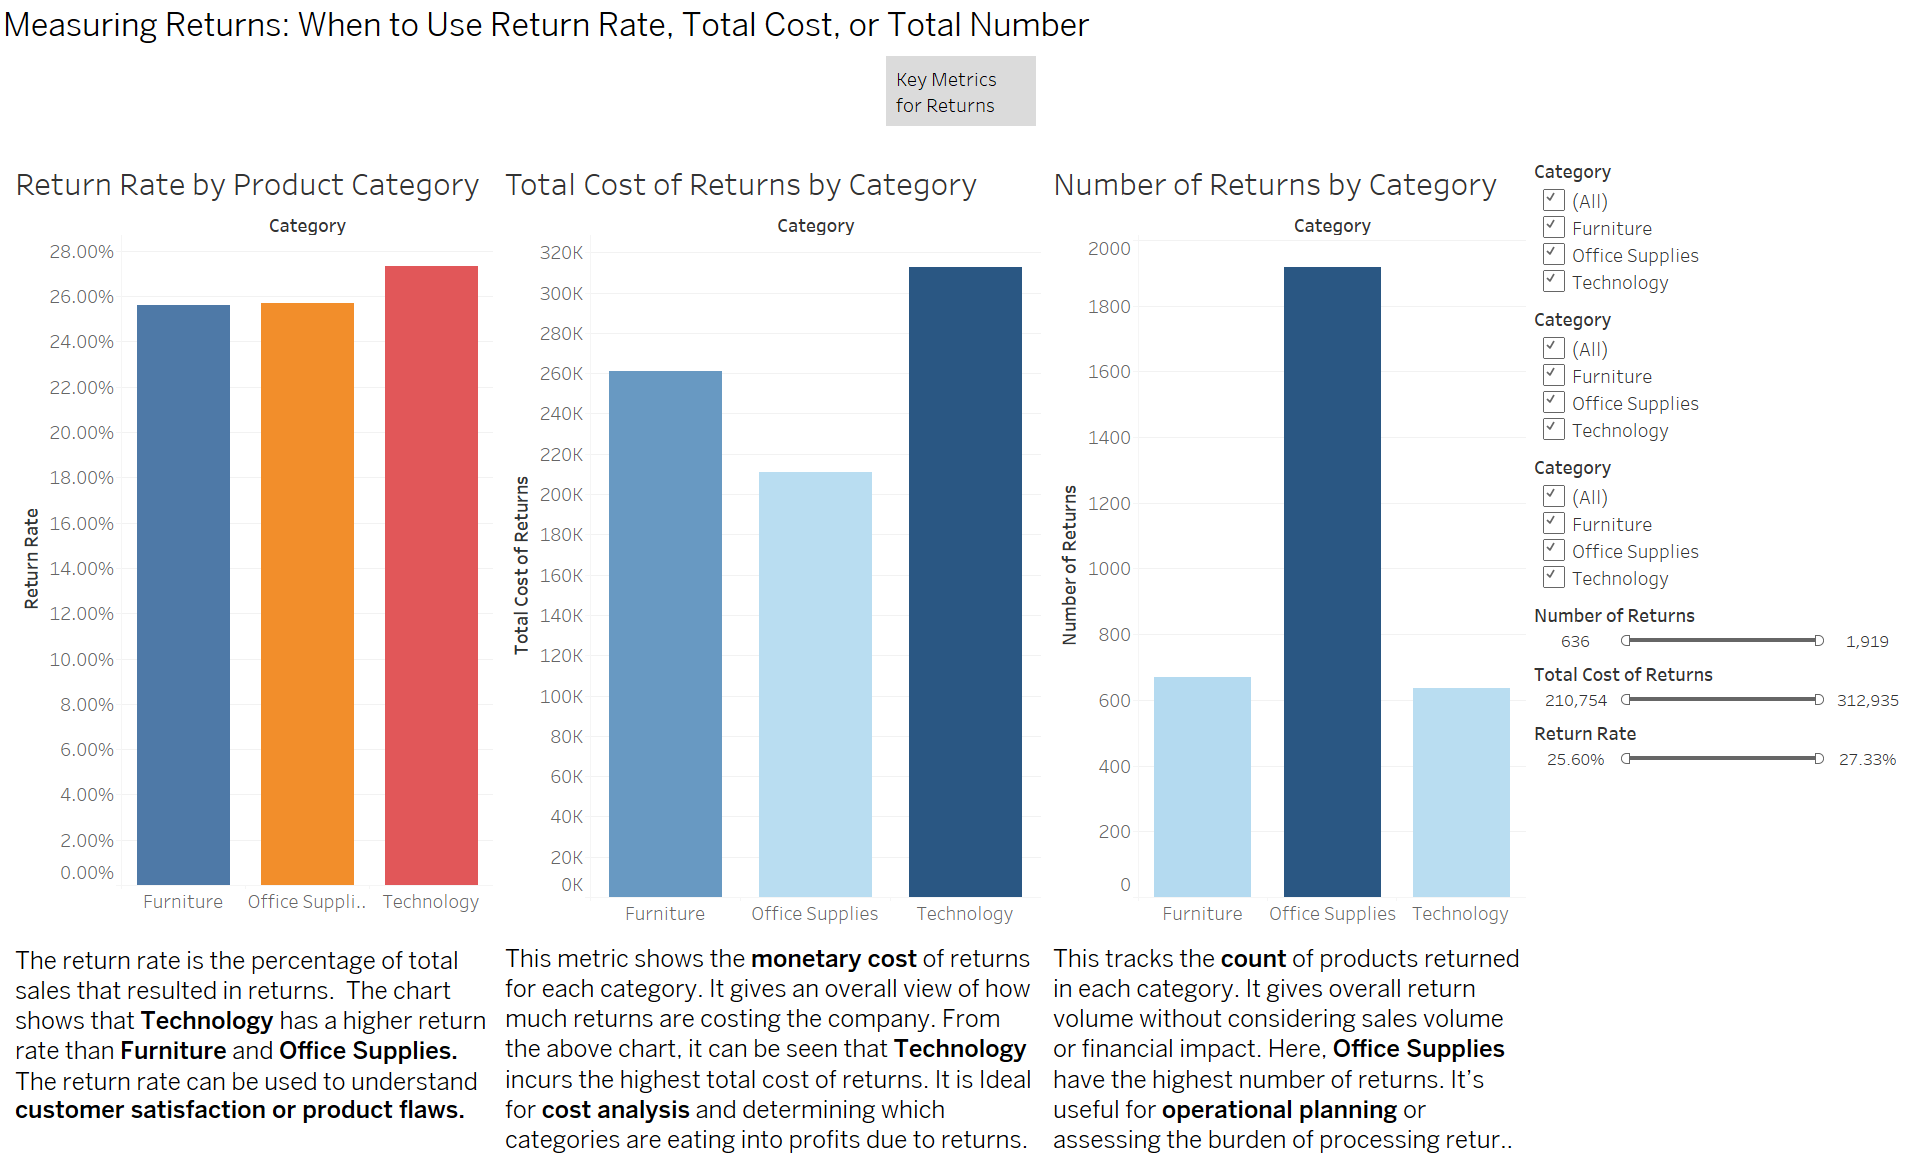 Measuring Returns: When to Use Return Rate, Total Cost, or Total Number
Key Metrics
for Returns
Return Rate by Product Category
Category
28.00%
26.00%
24.00%
22.00%
20.00%
18.00%
16.00%
14.00%
12.00%
10.00%
8.00%
6.00%
4.00%
2.00%
0.00%
Return Rate
Furniture
Office Suppli..
Technology
The return rate is the percentage of total
sales that resulted in returns.  The chart
shows that Technology has a higher return
rate than Furniture and Office Supplies.
The return rate can be used to understand
customer satisfaction or product flaws.
Total Cost of Returns by Category
Category
320K
300K
280K
260K
240K
220K
200K
180K
160K
140K
120K
100K
80K
60K
40K
20K
0K
Total Cost of Returns
Furniture
Office Supplies
Technology
This metric shows the monetary cost of returns
for each category. It gives an overall view of how
much returns are costing the company. From
the above chart, it can be seen that Technology
incurs the highest total cost of returns. It is Ideal
for cost analysis and determining which
categories are eating into profits due to returns.
Number of Returns by Category
Category
2000
1800
1600
1400
1200
1000
800
600
400
200
0
Number of Returns
Furniture
Office Supplies
Technology
This tracks the count of products returned
in each category. It gives overall return
volume without considering sales volume
or financial impact. Here, Office Supplies
have the highest number of returns. It’s
useful for operational planning or
assessing the burden of processing retur..
Category
(All)
Furniture
Office Supplies
Technology
Category
(All)
Furniture
Office Supplies
Technology
Category
(All)
Furniture
Office Supplies
Technology
Number of Returns
636 1,919
Total Cost of Returns
210,754 312,935
Return Rate
25.60% 27.33%